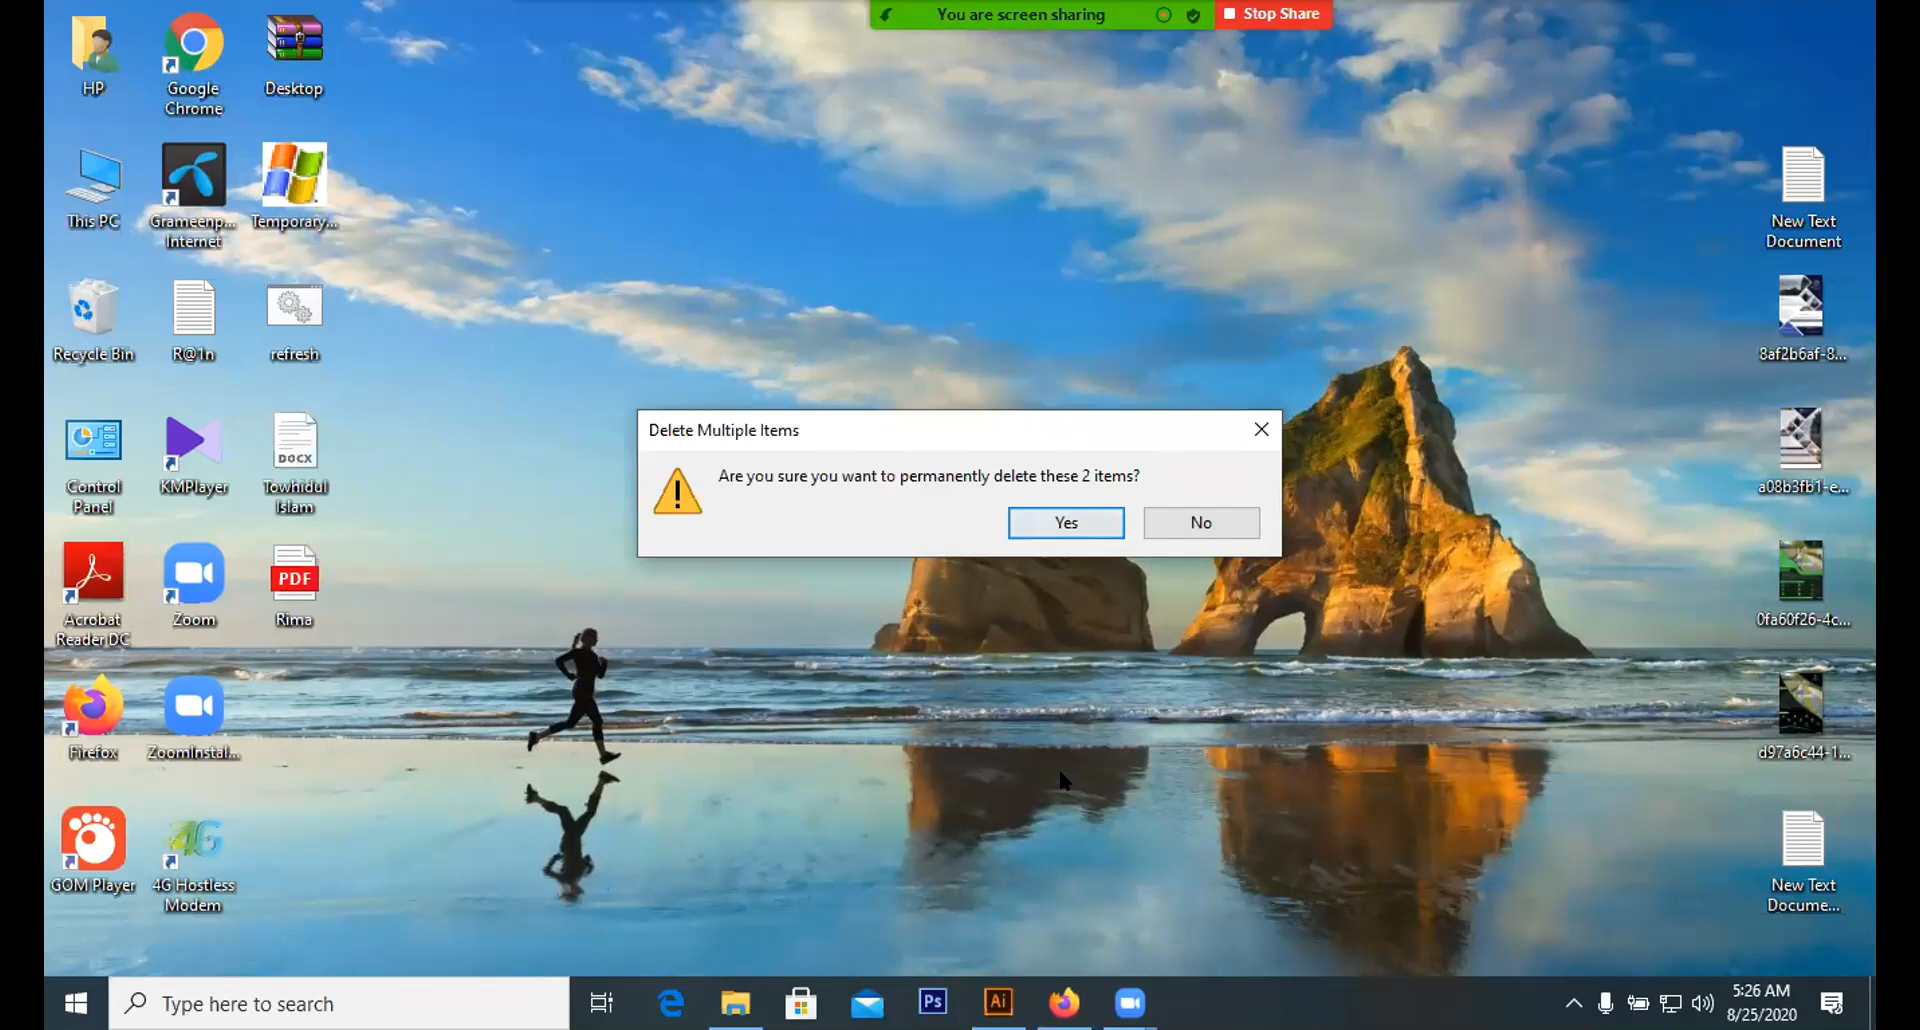 You are screen sharing
Stop Share
HP
Google
Chrome
Desktop
This PC
Grameenp...
Internet
Temporary...
Recycle Bin
R@1n
refresh
Control
Panel
KMPlayer
DOCX
Towhidul
Islam
Acrobat
Reader DC
Zoom
PDF
Rima
Firefox
ZoomInstal...
GOM Player
4G
4G Hostless
Modem
New Text
Document
8af2b6af-8...
a08b3fb1-e...
0fa60f26-4c...
d97a6c44-1...
New Text
Docume...
Delete Multiple Items
Are you sure you want to permanently delete these 2 items?
Yes
No
Type here to search
Ps
Ai
5:26 AM
8/25/2020